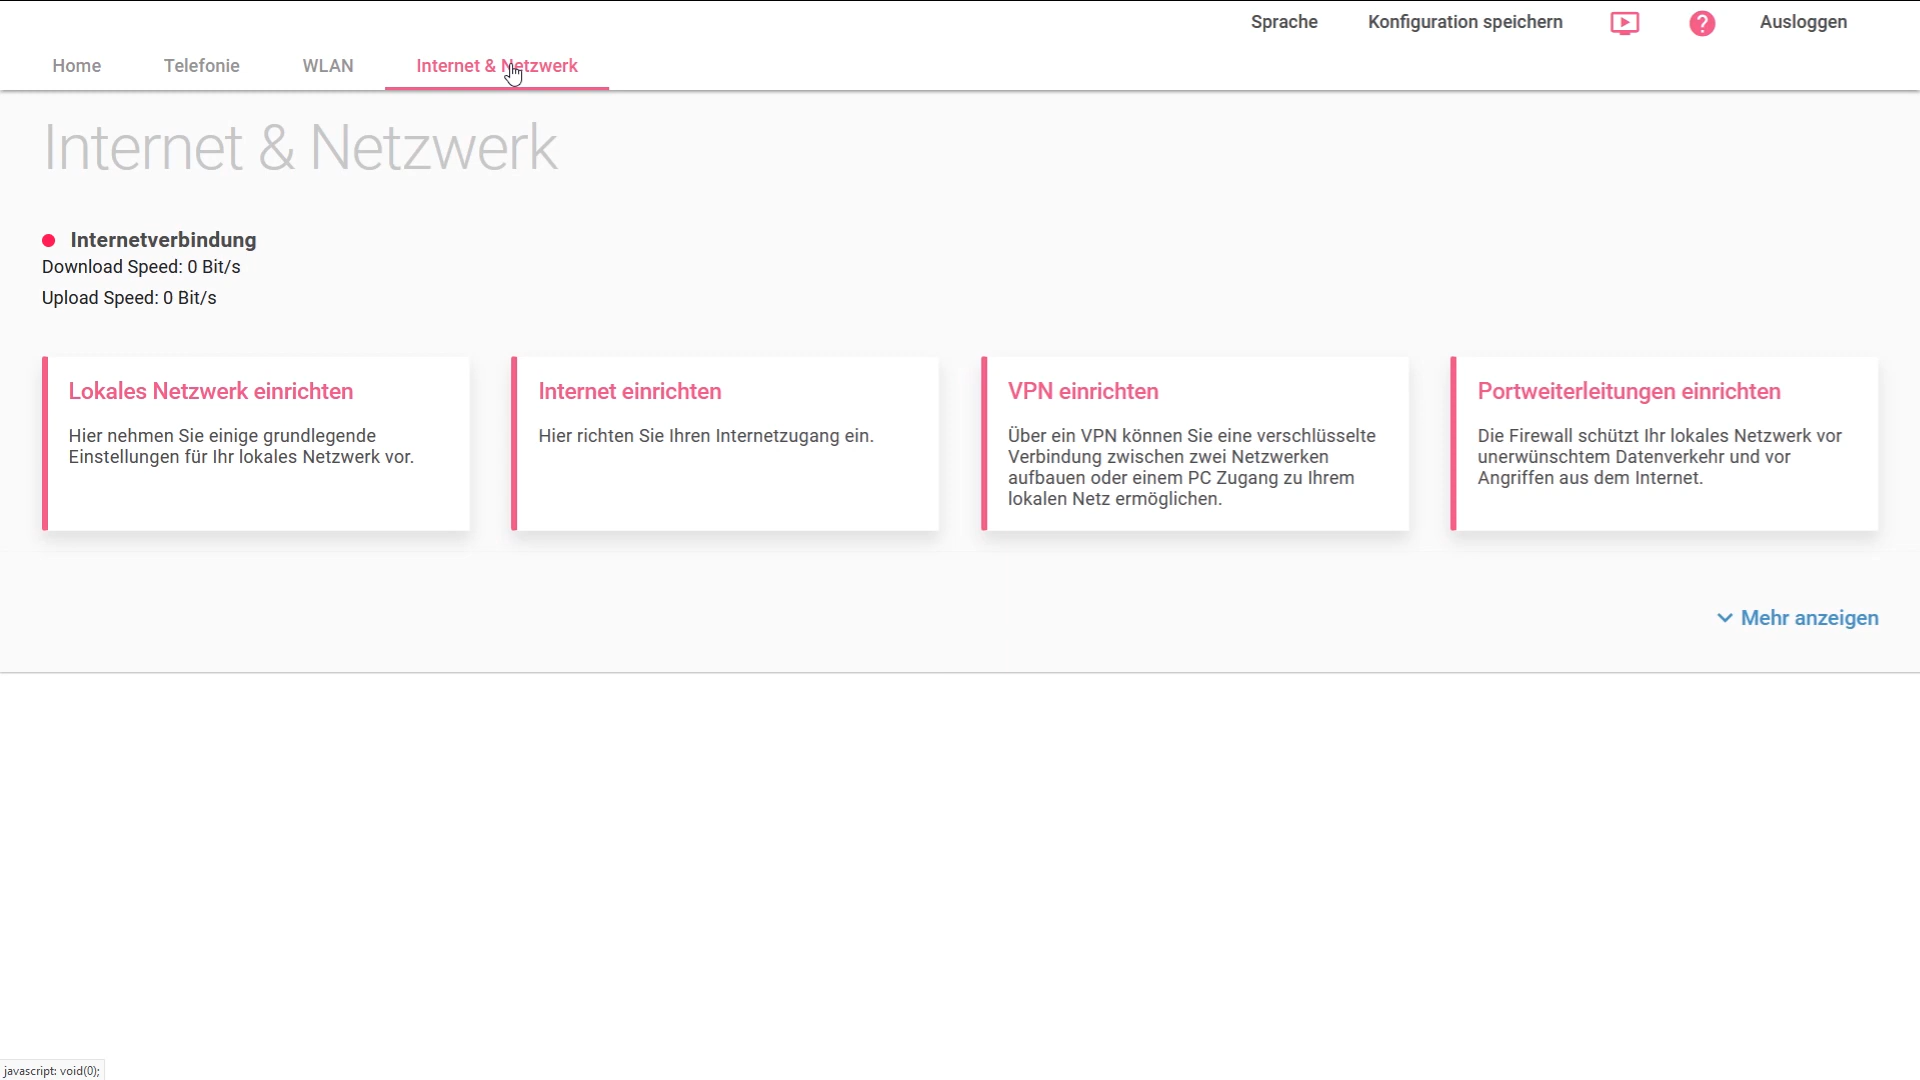 Sprache
Konfiguration speichern
?
Ausloggen
Home
Telefonie
WLAN
Internet & Netzwerk
Internet & Netzwerk
Internetverbindung
Download Speed: 0 Bit/s
Upload Speed: 0 Bit/s
Lokales Netzwerk einrichten
Hier nehmen Sie einige grundlegende
Einstellungen für Ihr lokales Netzwerk vor.
Internet einrichten
Hier richten Sie Ihren Internetzugang ein.
VPN einrichten
Über ein VPN können Sie eine verschlüsselte
Verbindung zwischen zwei Netzwerken
aufbauen oder einem PC Zugang zu Ihrem
lokalen Netz ermöglichen.
Portweiterleitungen einrichten
Die Firewall schützt Ihr lokales Netzwerk vor
unerwünschtem Datenverkehr und vor
Angriffen aus dem Internet.
Mehr anzeigen
javascript: void(0);